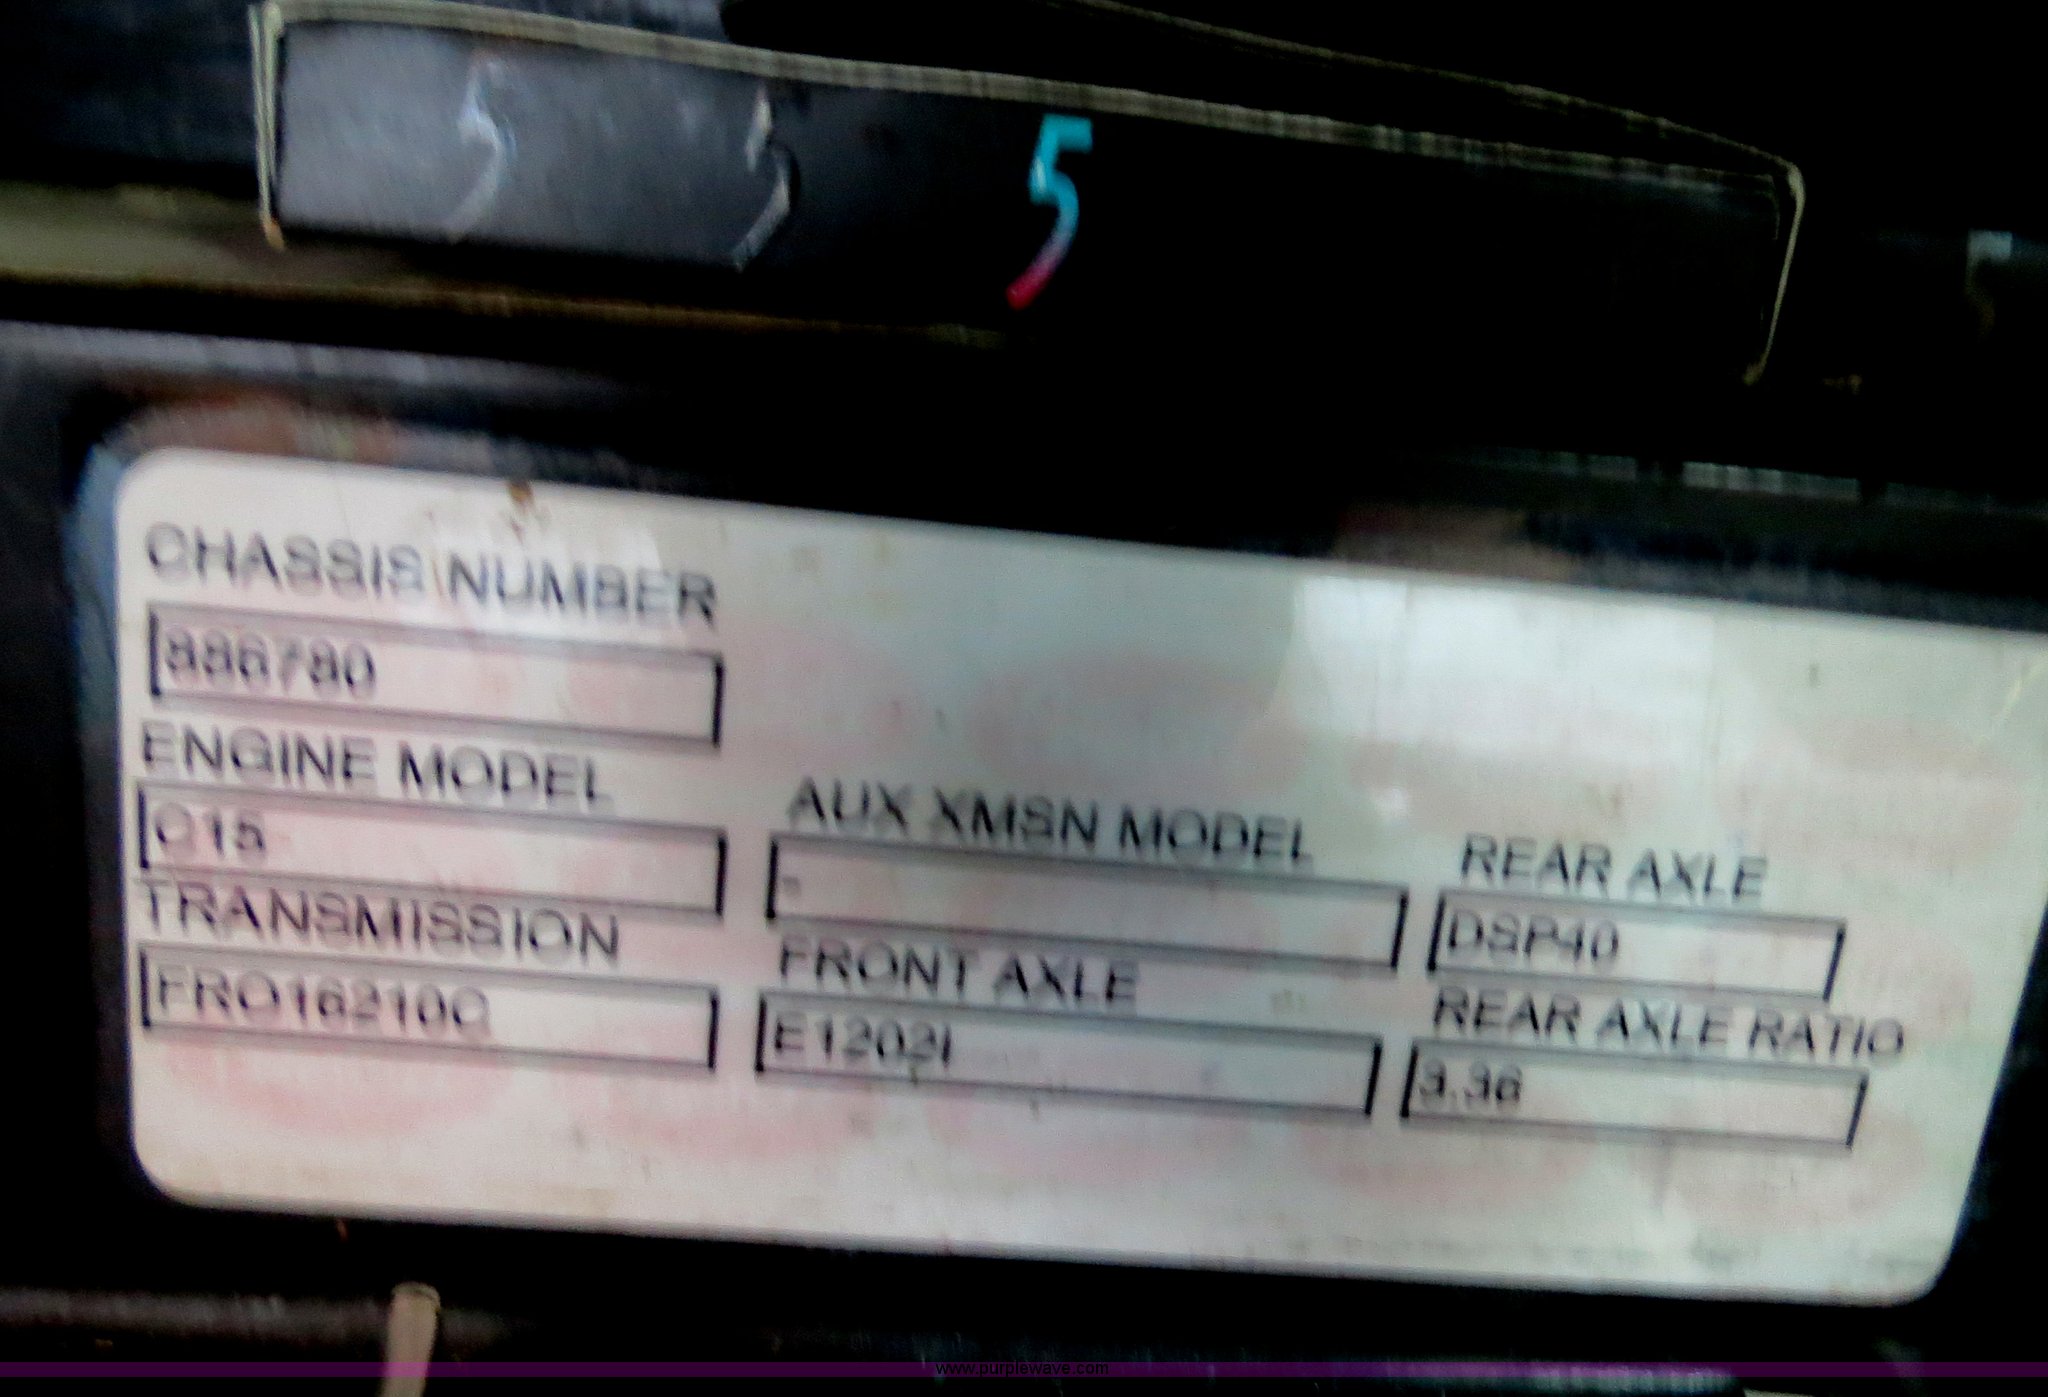 5
CHASSIS NUMBER
886780
ENGINE MODEL
C15
AUX XMSN MODEL
-
REAR AXLE
DSP40
TRANSMISSION
FRO16210C
FRONT AXLE
E1202I
REAR AXLE RATIO
3.36
www.purplewave.com